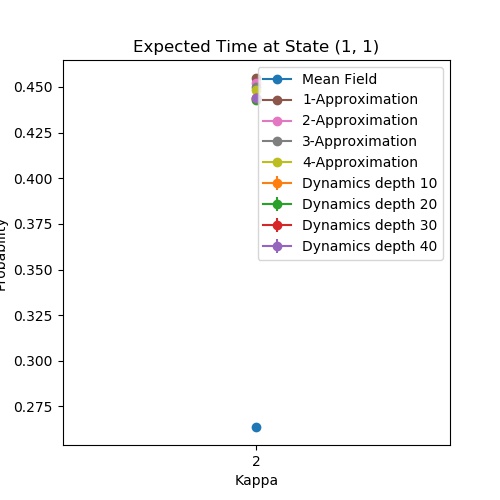 Expected Time at State (1, 1)
Probability
0.450
0.425
0.400
0.375
0.350
0.325
0.300
0.275
Mean Field
1-Approximation
2-Approximation
3-Approximation
4-Approximation
Dynamics depth 10
Dynamics depth 20
Dynamics depth 30
Dynamics depth 40
2
Kappa